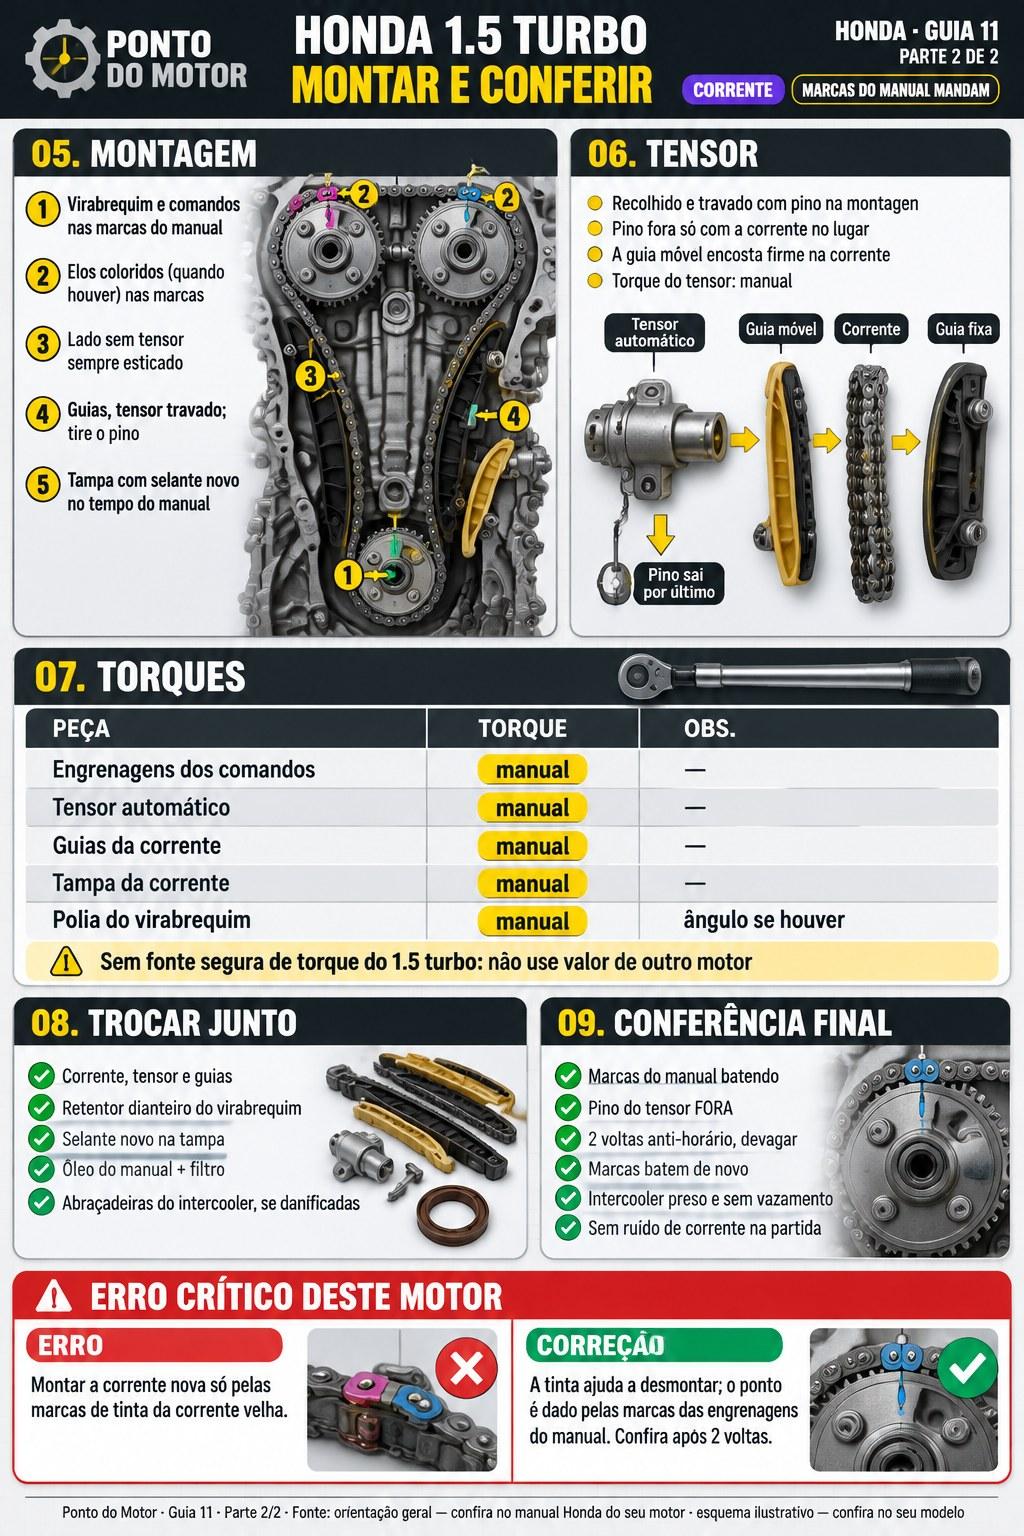 PONTO
DO MOTOR
HONDA 1.5 TURBO
MONTAR E CONFERIR
HONDA · GUIA 11
PARTE 2 DE 2
CORRENTE
MARCAS DO MANUAL MANDAM
05. MONTAGEM
1 Virabrequim e comandos
nas marcas do manual
2 Elos coloridos (quando
houver) nas marcas
3 Lado sem tensor
sempre esticado
4 Guias, tensor travado;
tire o pino
5 Tampa com selante novo
no tempo do manual
2
2
3
4
1
06. TENSOR
Recolhido e travado com pino na montagem
Pino fora só com a corrente no lugar
A guia móvel encosta firme na corrente
Torque do tensor: manual
Tensor
automático
Guia móvel
Corrente
Guia fixa
Pino sai
por último
07. TORQUES
PEÇA TORQUE OBS.
Engrenagens dos comandos manual —
Tensor automático manual —
Guias da corrente manual —
Tampa da corrente manual —
Polia do virabrequim manual ângulo se houver
Sem fonte segura de torque do 1.5 turbo: não use valor de outro motor
08. TROCAR JUNTO
Corrente, tensor e guias
Retentor dianteiro do virabrequim
Selante novo na tampa
Óleo do manual + filtro
Abraçadeiras do intercooler, se danificadas
09. CONFERÊNCIA FINAL
Marcas do manual batendo
Pino do tensor FORA
2 voltas anti-horário, devagar
Marcas batem de novo
Intercooler preso e sem vazamento
Sem ruído de corrente na partida
ERRO CRÍTICO DESTE MOTOR
ERRO
Montar a corrente nova só pelas
marcas de tinta da corrente velha.
CORREÇÃO
A tinta ajuda a desmontar; o ponto
é dado pelas marcas das engrenagens
do manual. Confira após 2 voltas.
Ponto do Motor · Guia 11 · Parte 2/2 · Fonte: orientação geral — confira no manual Honda do seu motor · esquema ilustrativo — confira no seu modelo